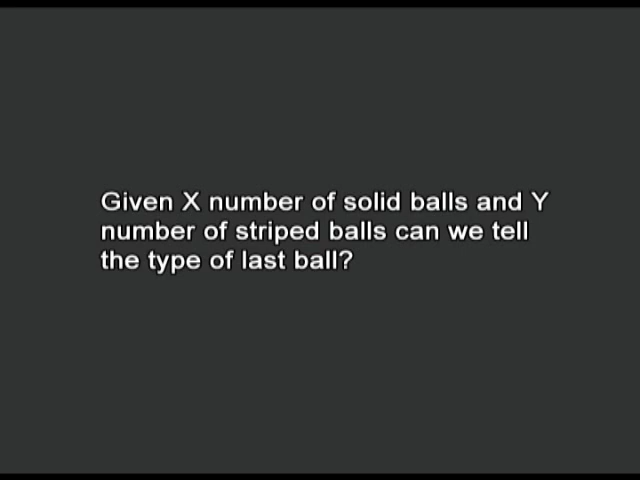 Given X number of solid balls and Y
number of striped balls can we tell
the type of last ball?